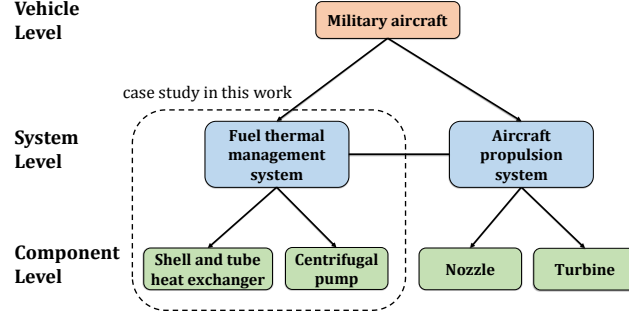 Vehicle
Level
Military aircraft
case study in this work
System
Level
Fuel thermal
management
system
Aircraft
propulsion
system
Component
Level
Shell and tube
heat exchanger
Centrifugal
pump
Nozzle
Turbine